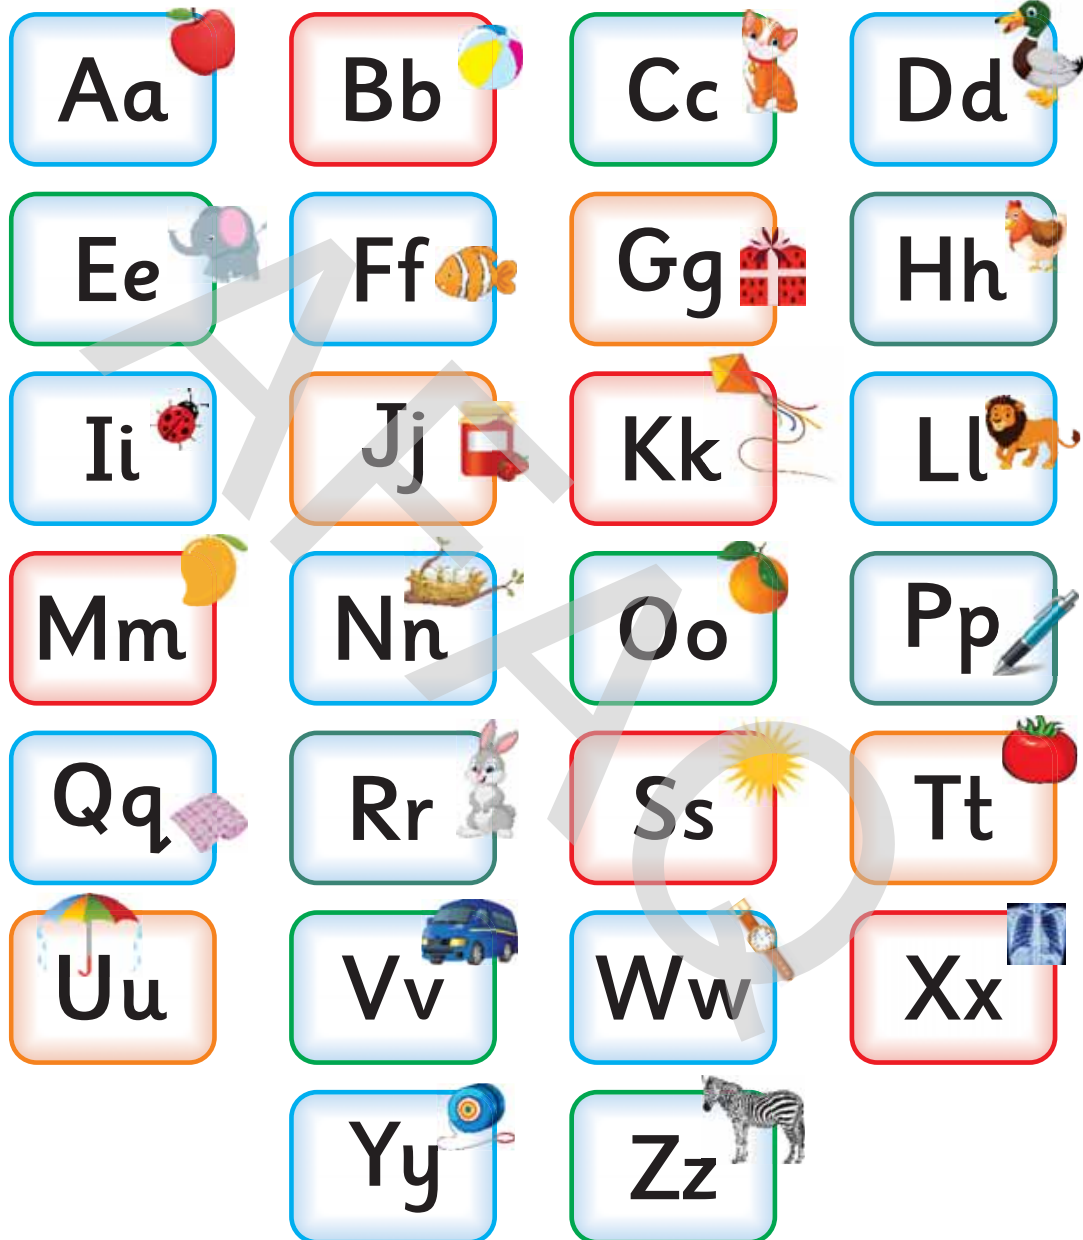 Aa Bb Cc Dd
Ee Ff Gg Hh
Ii Jj Kk Ll
Mm Nn Oo Pp
Qq Rr Ss Tt
Uu Vv Ww Xx
Yy Zz
AFAQ